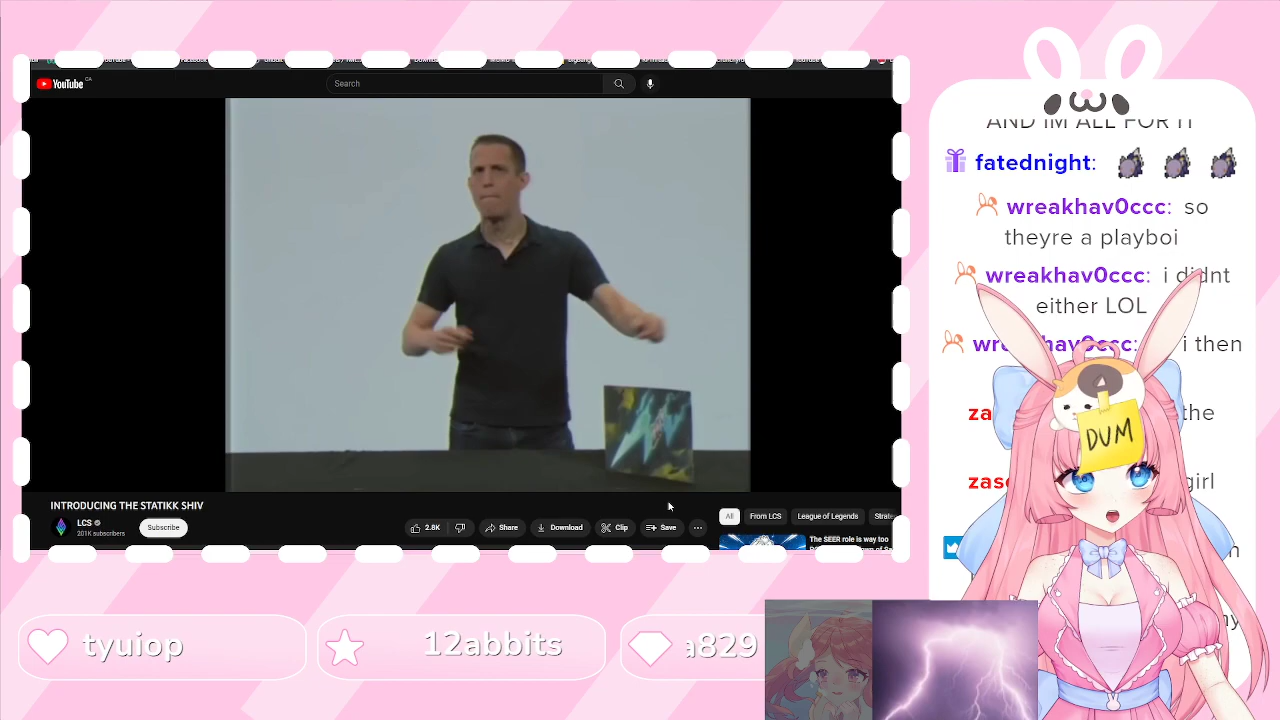 YouTube CA
Search
INTRODUCING THE STATIKK SHIV
LCS
201K subscribers
Subscribe
2.8K
Share
Download
Clip
Save
All
From LCS
League of Legends
The SEER role is way too
AND IM ALL FOR IT
fatednight:
wreakhav0ccc: so
theyre a playboi
wreakhav0ccc: i didnt
either LOL
i then
the
girl
DUM
tyuiop
12abbits
a829